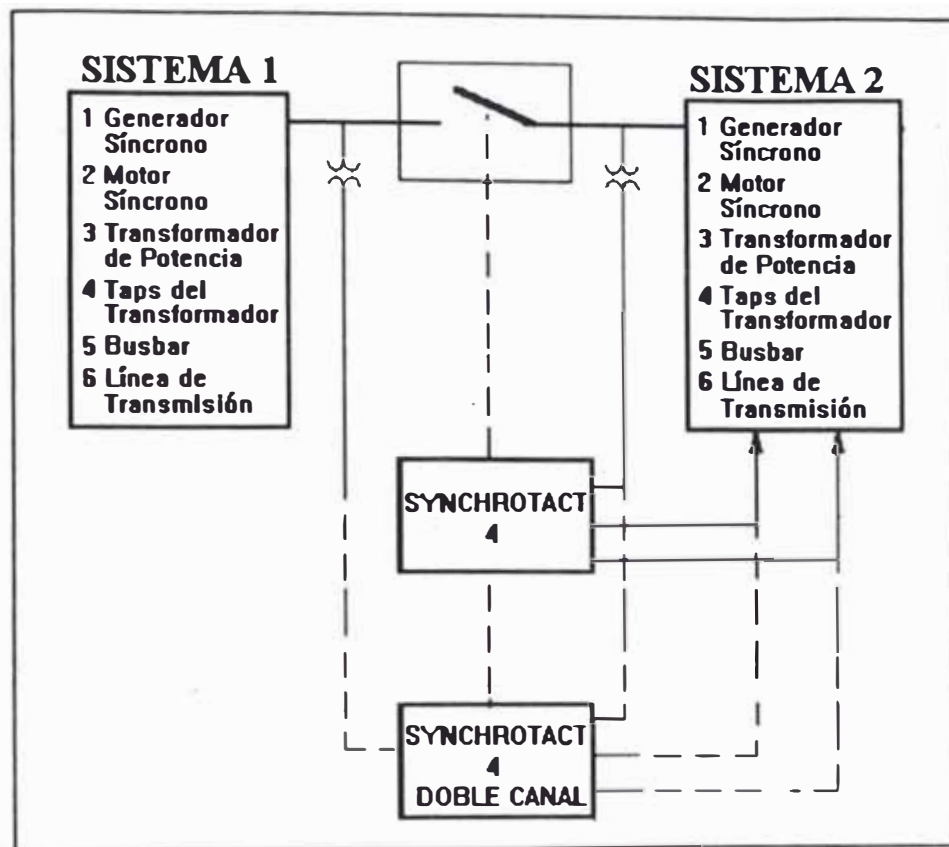 SISTEMA 1
1 Generador
Síncrono
2 Motor
Síncrono
3 Transformador
de Potencia
4 Taps del
Transformador
5 Busbar
6 Línea de
Transmisión
SISTEMA 2
1 Generador
Síncrono
2 Motor
Síncrono
3 Transformador
de Potencia
4 Taps del
Transformador
5 Busbar
6 Línea de
Transmisión
SYNCHROTACT
4
SYNCHROTACT
4
DOBLE CANAL